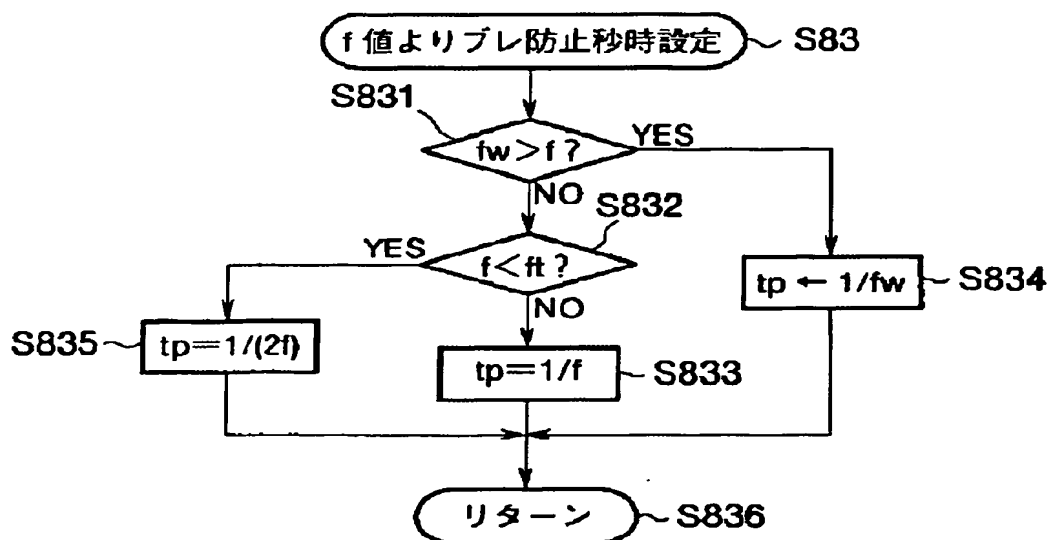 f 値よりブレ防止秒時設定 S83
S831
fw＞f ?
YES
NO
S832
YES
f＜ft ?
NO
tp ← 1/fw S834
S835 tp＝1/(2f)
tp＝1/f S833
リターン S836